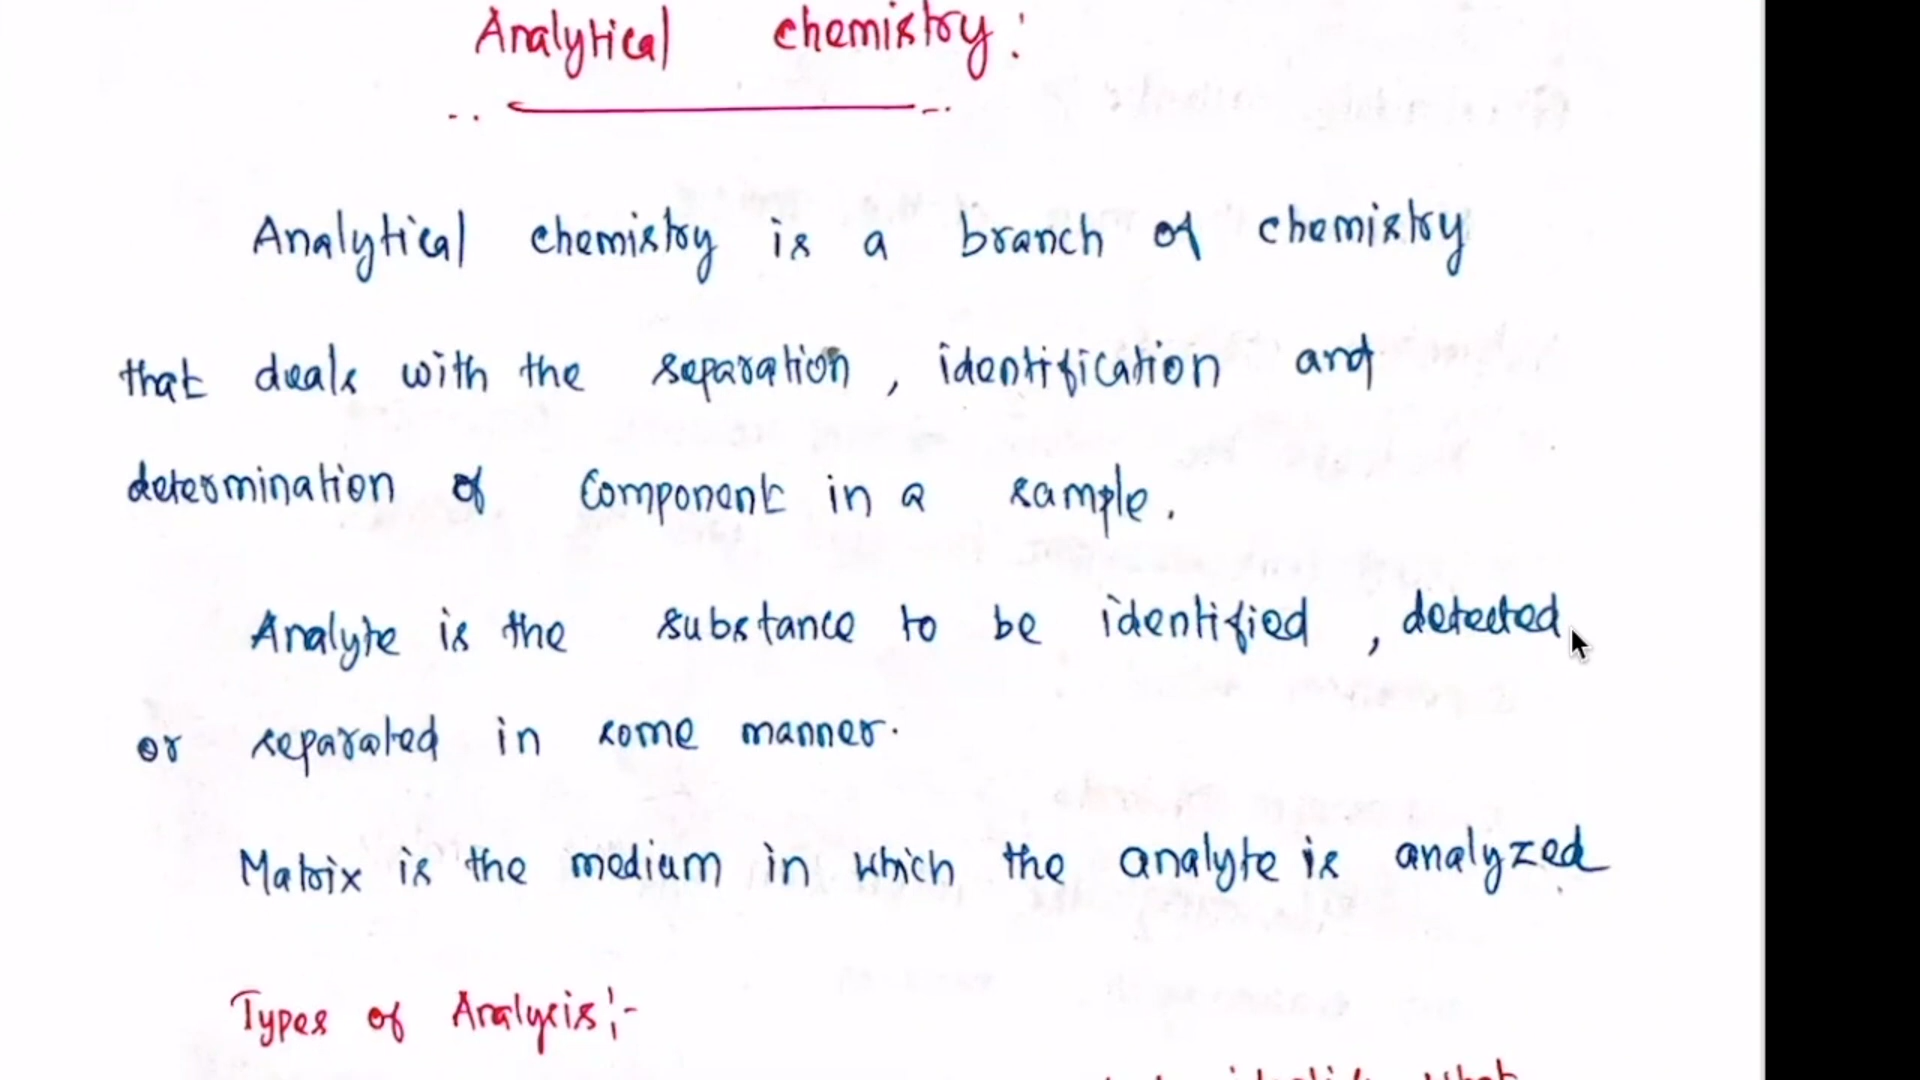 Analytical chemistry:
Analytical chemistry is a branch of chemistry
that deals with the separation, identification and
determination of Component in a sample.
Analyte is the substance to be identified, detected
or separated in some manner.
Matrix is the medium in which the analyte is analyzed
Types of Analysis:-
what